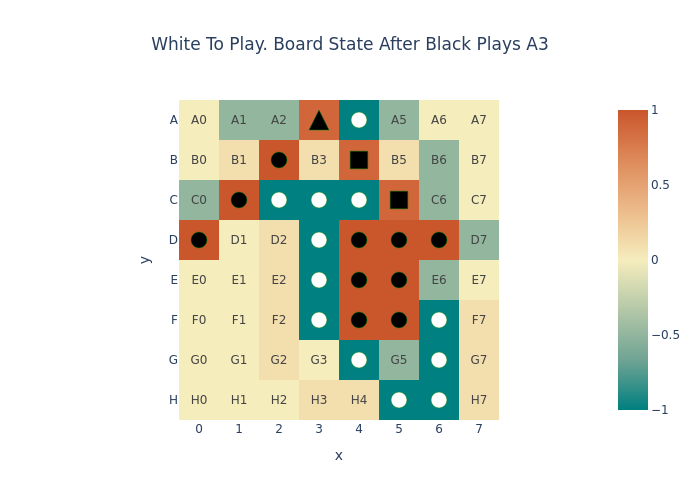 White To Play. Board State After Black Plays A3
A A0 A1 A2 A5 A6 A7
B B0 B1 B3 B5 B6 B7
C C0 C6 C7
D D1 D2 D7
E E0 E1 E2 E6 E7
F F0 F1 F2 F7
G G0 G1 G2 G3 G5 G7
H H0 H1 H2 H3 H4 H7
0 1 2 3 4 5 6 7
x
y
1
0.5
0
−0.5
−1